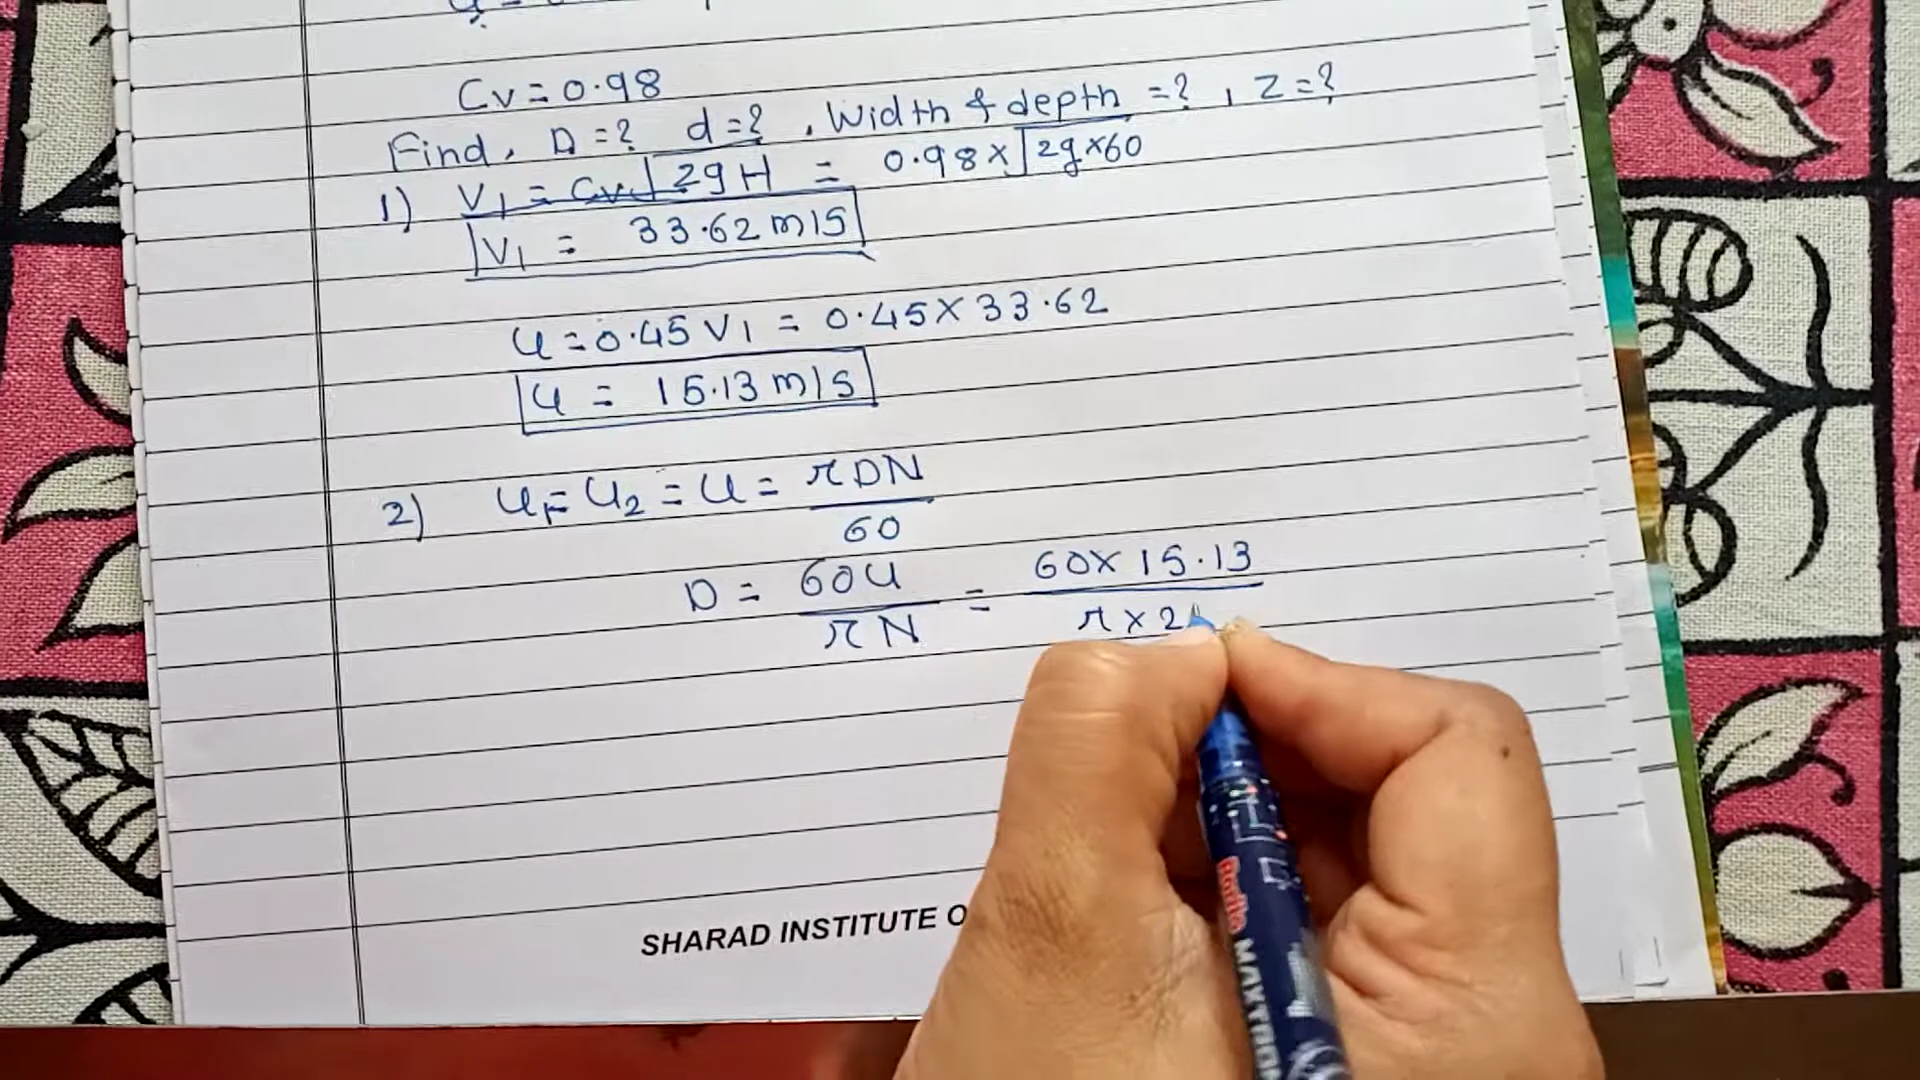 Cv = 0.98
Find, D = ? d = ?, Width & depth = ?, Z = ?
1) V1 = Cv √2gH = 0.98 × √2g×60
V1 = 33.62 m/s
u = 0.45 V1 = 0.45 × 33.62
u = 15.13 m/s
2) u1 = u2 = u = πDN/60
D = 60u/πN = 60 × 15.13/π × 2
SHARAD INSTITUTE O
Rolto MAXTRON